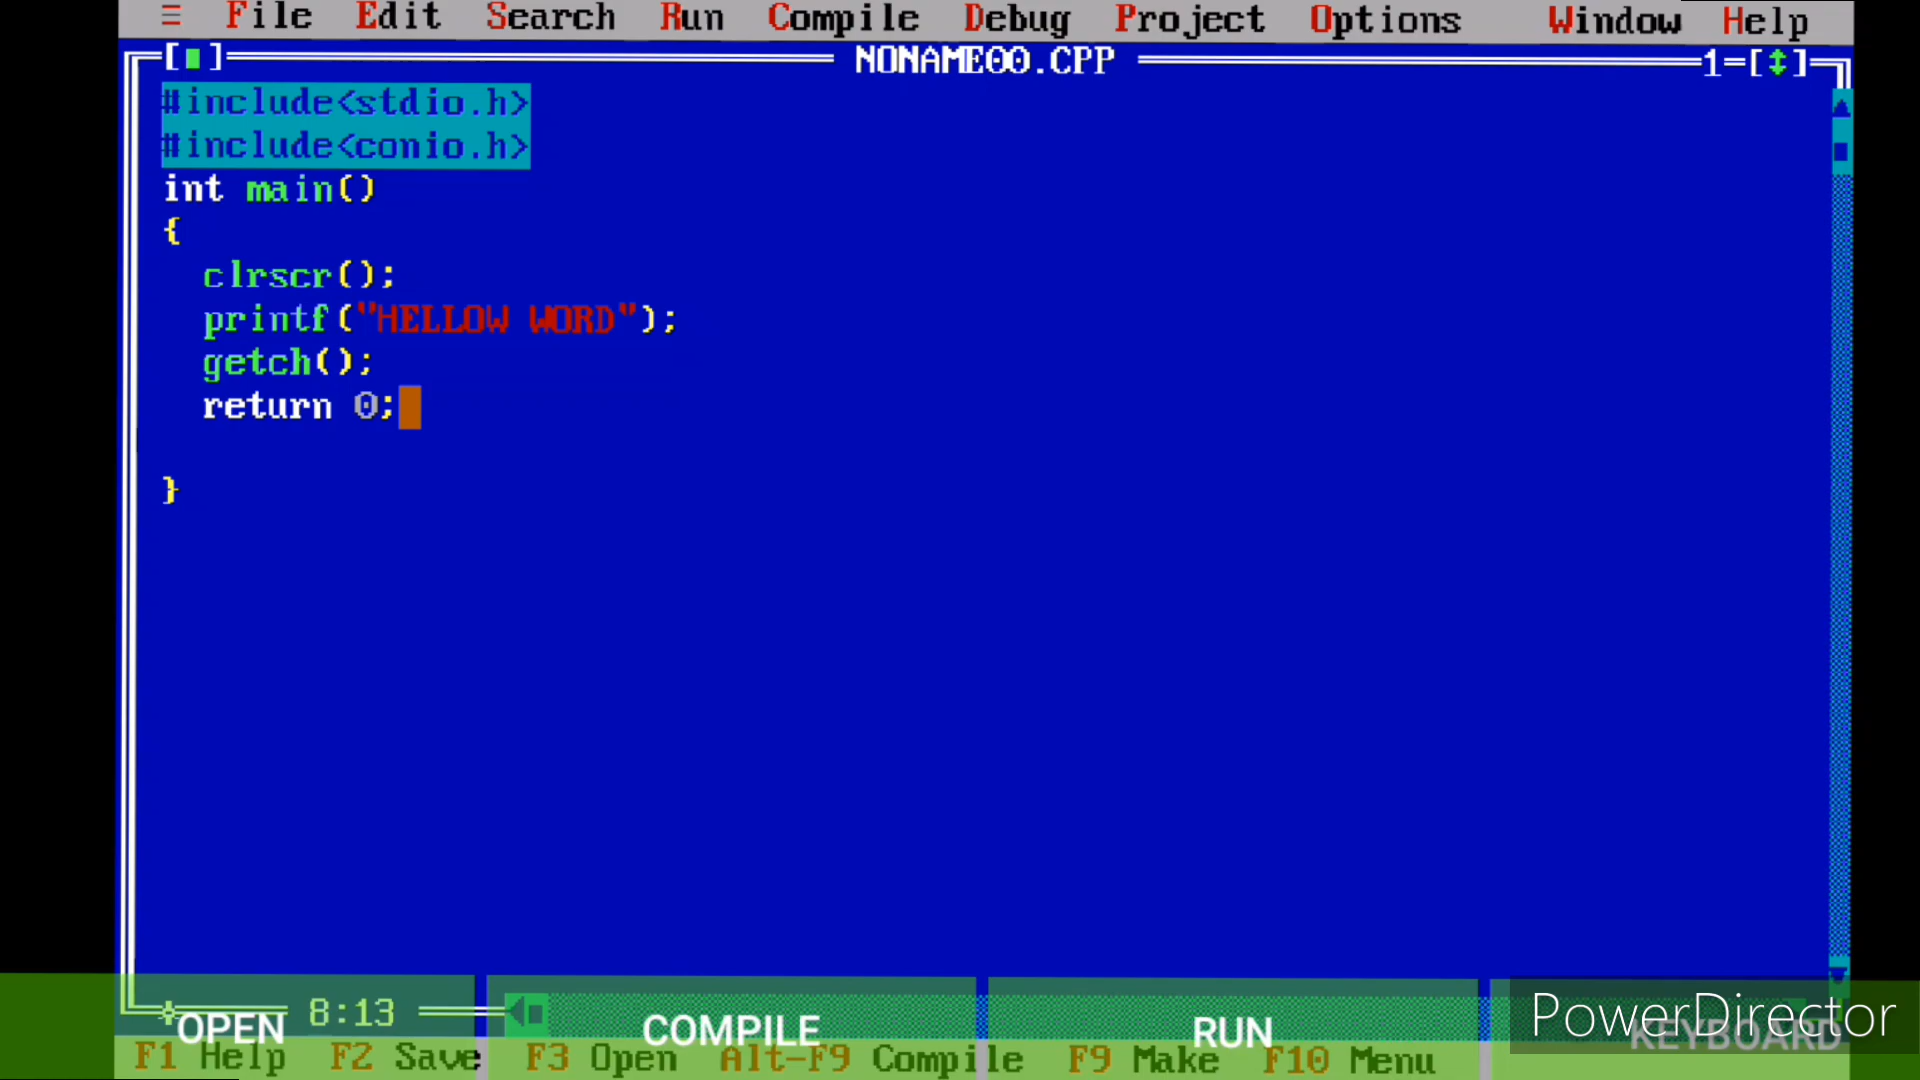 ≡ File Edit Search Run Compile Debug Project Options Window Help
[■] NONAME00.CPP 1=[↕]
#include<stdio.h>
#include<conio.h>
int main()
{
clrscr();
printf("HELLOW WORD");
getch();
return 0;
}
8:13
OPEN COMPILE RUN KEYBOARD
PowerDirector
F1 Help F2 Save F3 Open Alt-F9 Compile F9 Make F10 Menu